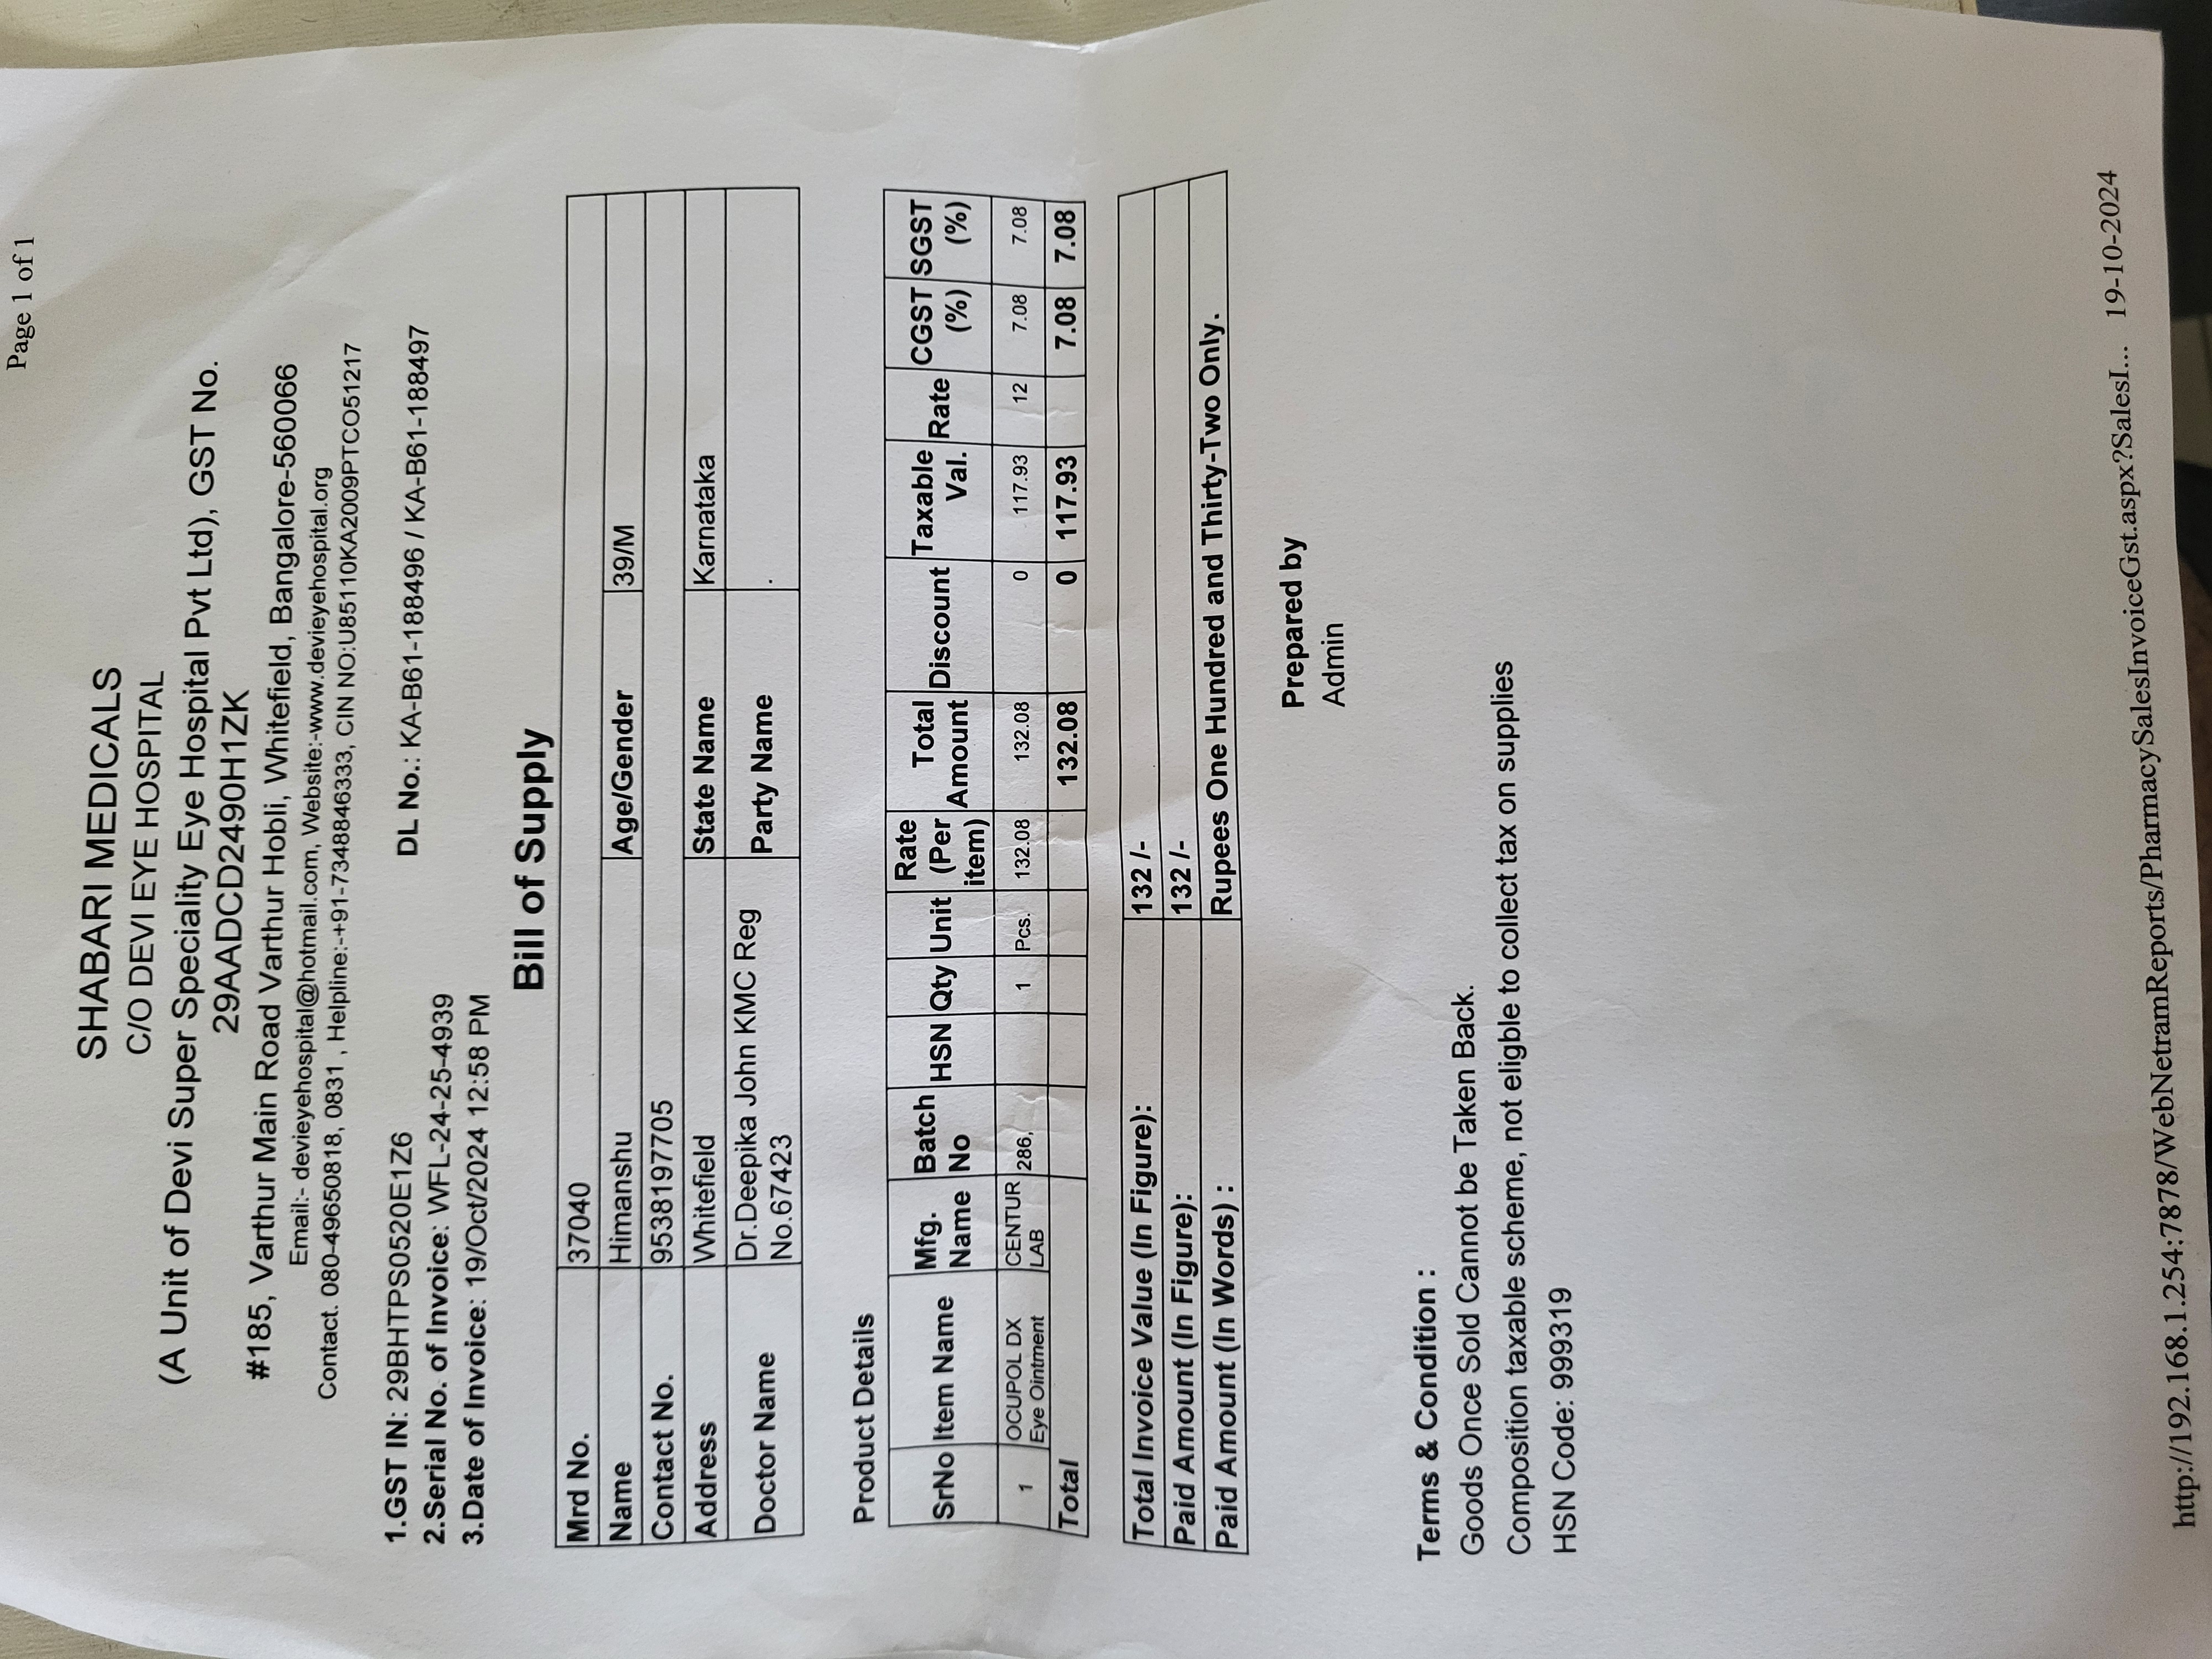 Page 1 of 1
SHABARI MEDICALS
C/O DEVI EYE HOSPITAL
(A Unit of Devi Super Speciality Eye Hospital Pvt Ltd), GST No.
29AADCD2490H1ZK
#185, Varthur Main Road Varthur Hobli, Whitefield, Bangalore-560066
Email:- devieyehospital@hotmail.com, Website:-www.devieyehospital.org
Contact. 080-49650818, 0831 , Helpline:-+91-7348846333, CIN NO:U85110KA2009PTCO51217
1.GST IN: 29BHTPS0520E1Z6 DL No.: KA-B61-188496 / KA-B61-188497
2.Serial No. of Invoice: WFL-24-25-4939
3.Date of Invoice: 19/Oct/2024 12:58 PM
Bill of Supply
Mrd No. 37040
Name Himanshu Age/Gender 39/M
Contact No. 9538197705
Address Whitefield State Name Karnataka
Doctor Name Dr.Deepika John KMC Reg No.67423 Party Name .
Product Details
SrNo Item Name Mfg. Name Batch No HSN Qty Unit Rate (Per item) Total Amount Discount Taxable Val. Rate CGST (%) SGST (%)
1 OCUPOL DX Eye Ointment CENTUR LAB 286, 1 Pcs. 132.08 132.08 0 117.93 12 7.08 7.08
Total 132.08 0 117.93 7.08 7.08
Total Invoice Value (In Figure): 132 /-
Paid Amount (In Figure): 132 /-
Paid Amount (In Words) : Rupees One Hundred and Thirty-Two Only.
Prepared by
Admin
Terms & Condition :
Goods Once Sold Cannot be Taken Back.
Composition taxable scheme, not eligble to collect tax on supplies
HSN Code: 999319
http://192.168.1.254:7878/WebNetramReports/PharmacySalesInvoiceGst.aspx?SalesI... 19-10-2024